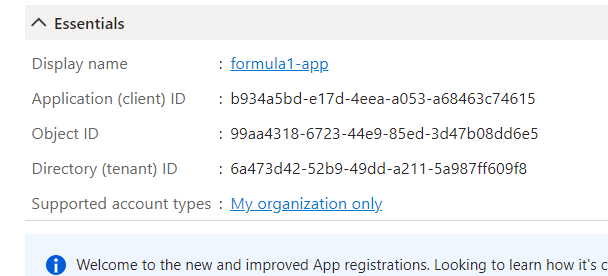 Essentials
Display name : formula1-app
Application (client) ID : b934a5bd-e17d-4eea-a053-a68463c74615
Object ID : 99aa4318-6723-44e9-85ed-3d47b08dd6e5
Directory (tenant) ID : 6a473d42-52b9-49dd-a211-5a987ff609f8
Supported account types : My organization only
Welcome to the new and improved App registrations. Looking to learn how it's c